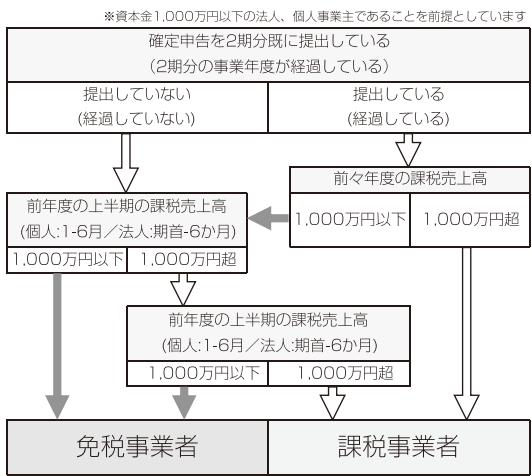 ※資本金1,000万円以下の法人、個人事業主であることを前提としています
確定申告を2期分既に提出している
（2期分の事業年度が経過している）
提出していない
(経過していない)
提出している
(経過している)
前々年度の課税売上高
1,000万円以下
1,000万円超
前年度の上半期の課税売上高
(個人:1-6月／法人:期首-6か月)
1,000万円以下
1,000万円超
前年度の上半期の課税売上高
(個人:1-6月／法人:期首-6か月)
1,000万円以下
1,000万円超
免税事業者
課税事業者